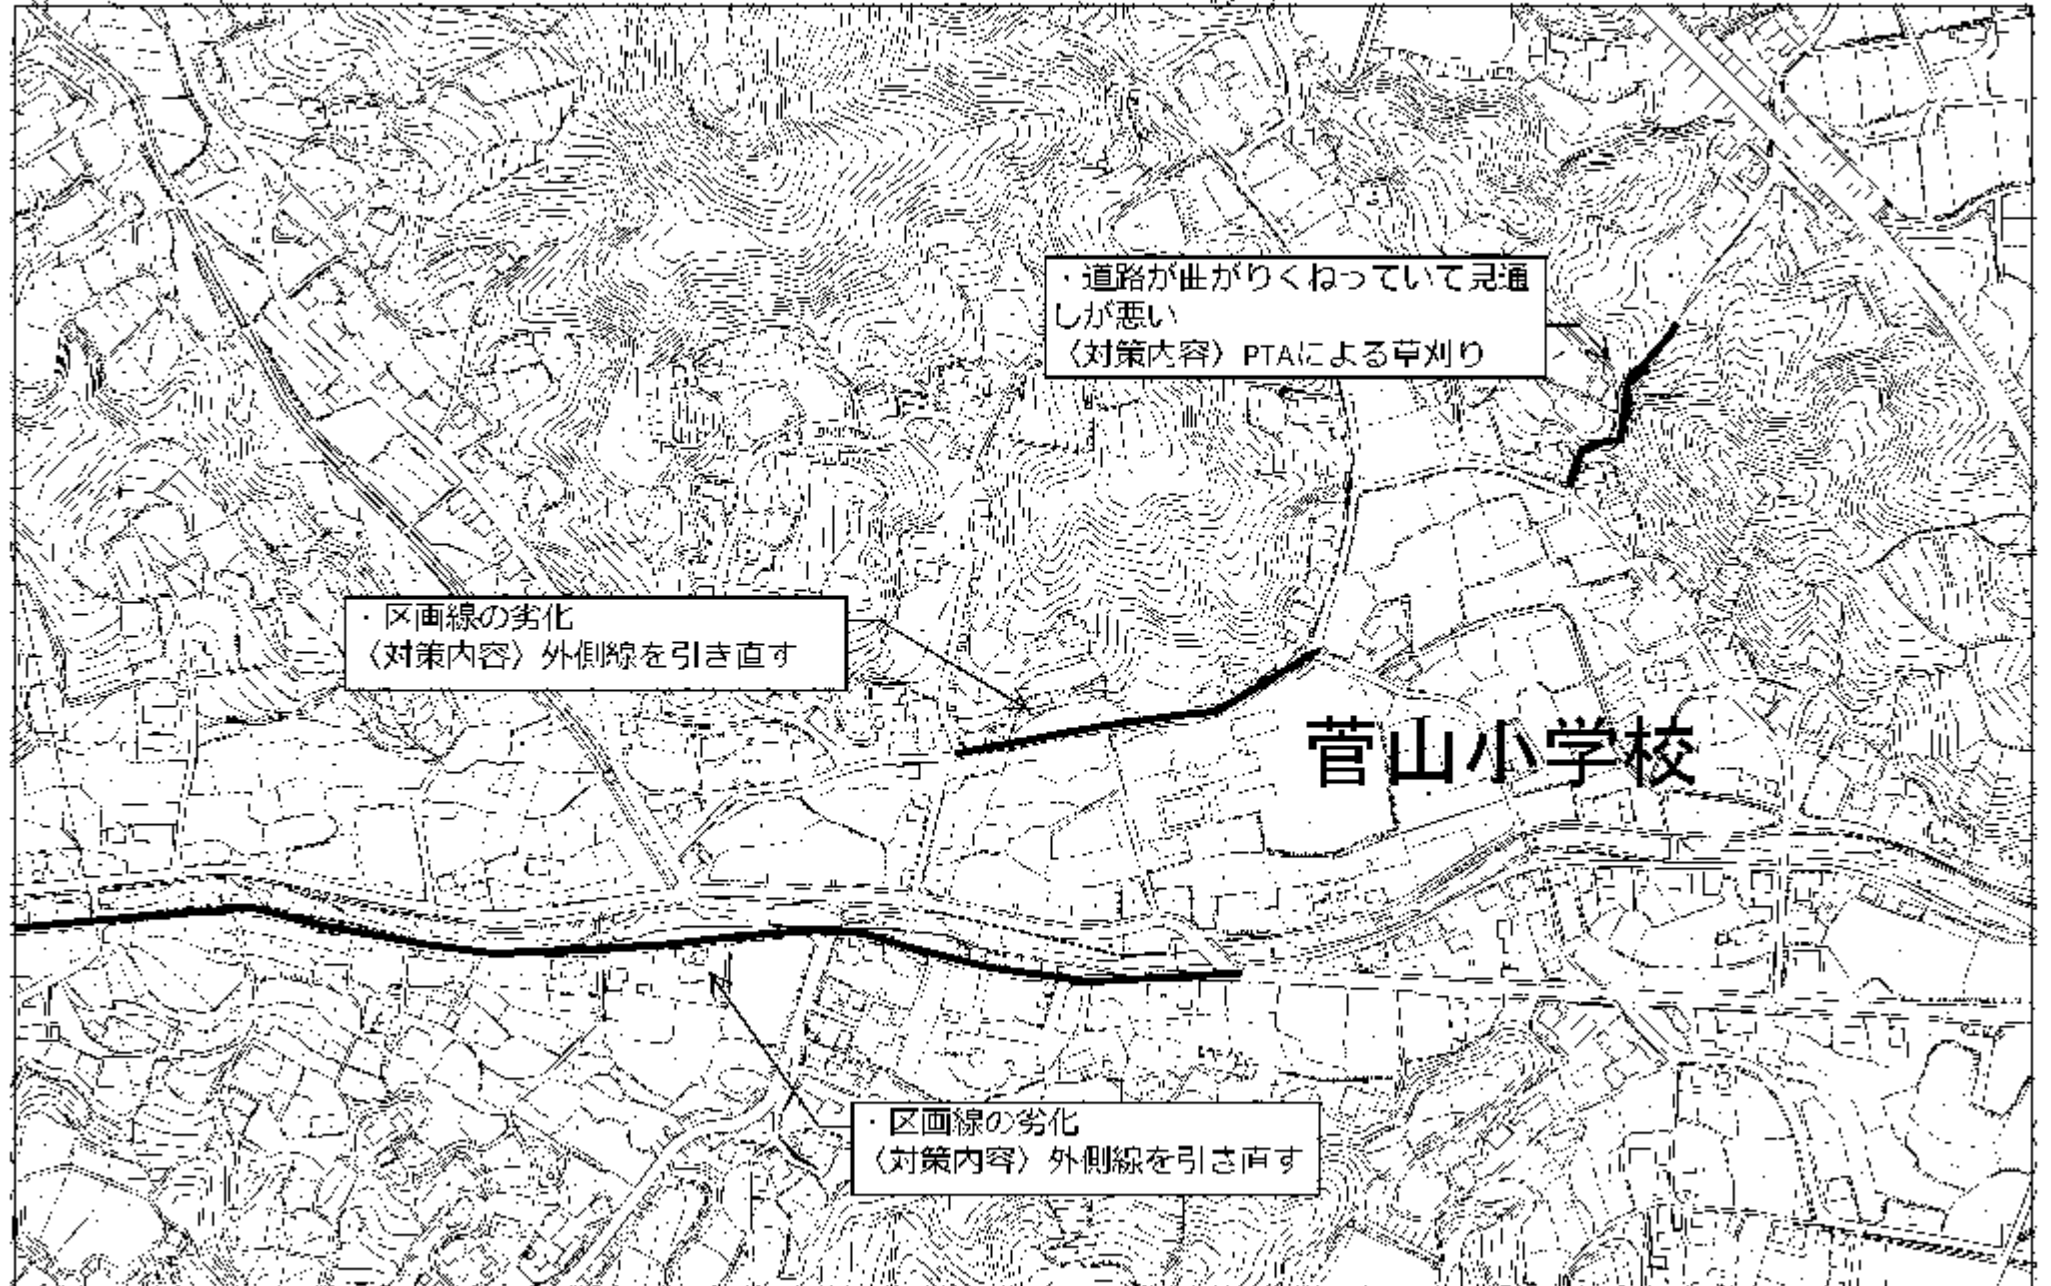 ・道路が曲がりくねっていて見通
しが悪い
（対策内容）PTAによる草刈り
・区画線の劣化
（対策内容）外側線を引き直す
菅山小学校
・区画線の劣化
（対策内容）外側線を引き直す